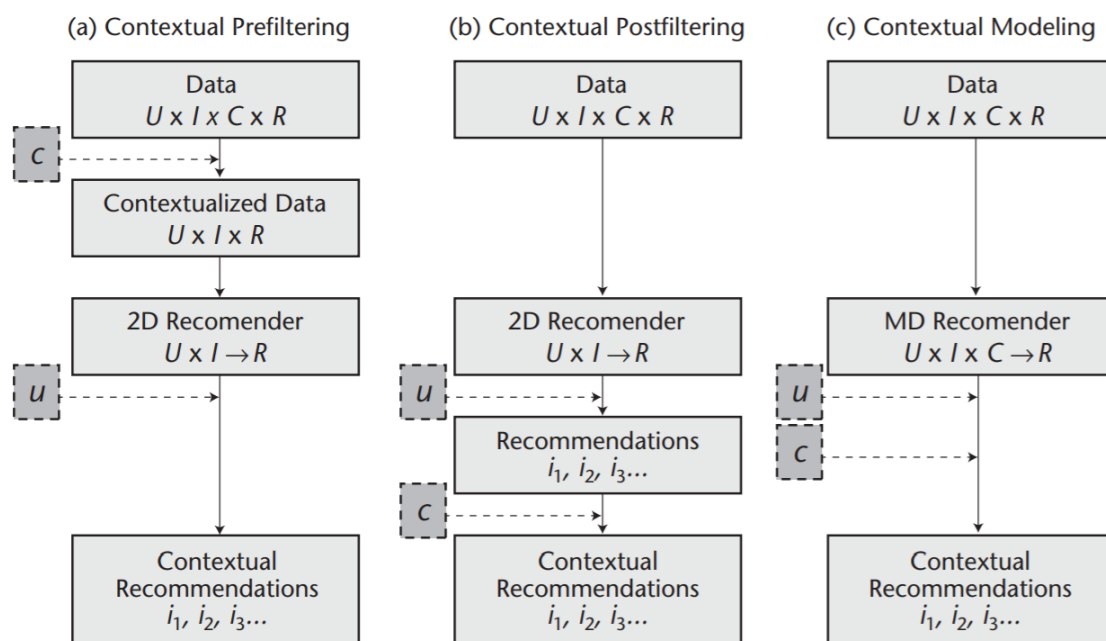 (a) Contextual Prefiltering
Data
U x I x C x R
c
Contextualized Data
U x I x R
2D Recomender
U x I → R
u
Contextual
Recommendations
i₁, i₂, i₃...
(b) Contextual Postfiltering
Data
U x I x C x R
2D Recomender
U x I → R
u
Recommendations
i₁, i₂, i₃...
c
Contextual
Recommendations
i₁, i₂, i₃...
(c) Contextual Modeling
Data
U x I x C x R
MD Recomender
U x I x C → R
u
c
Contextual
Recommendations
i₁, i₂, i₃...